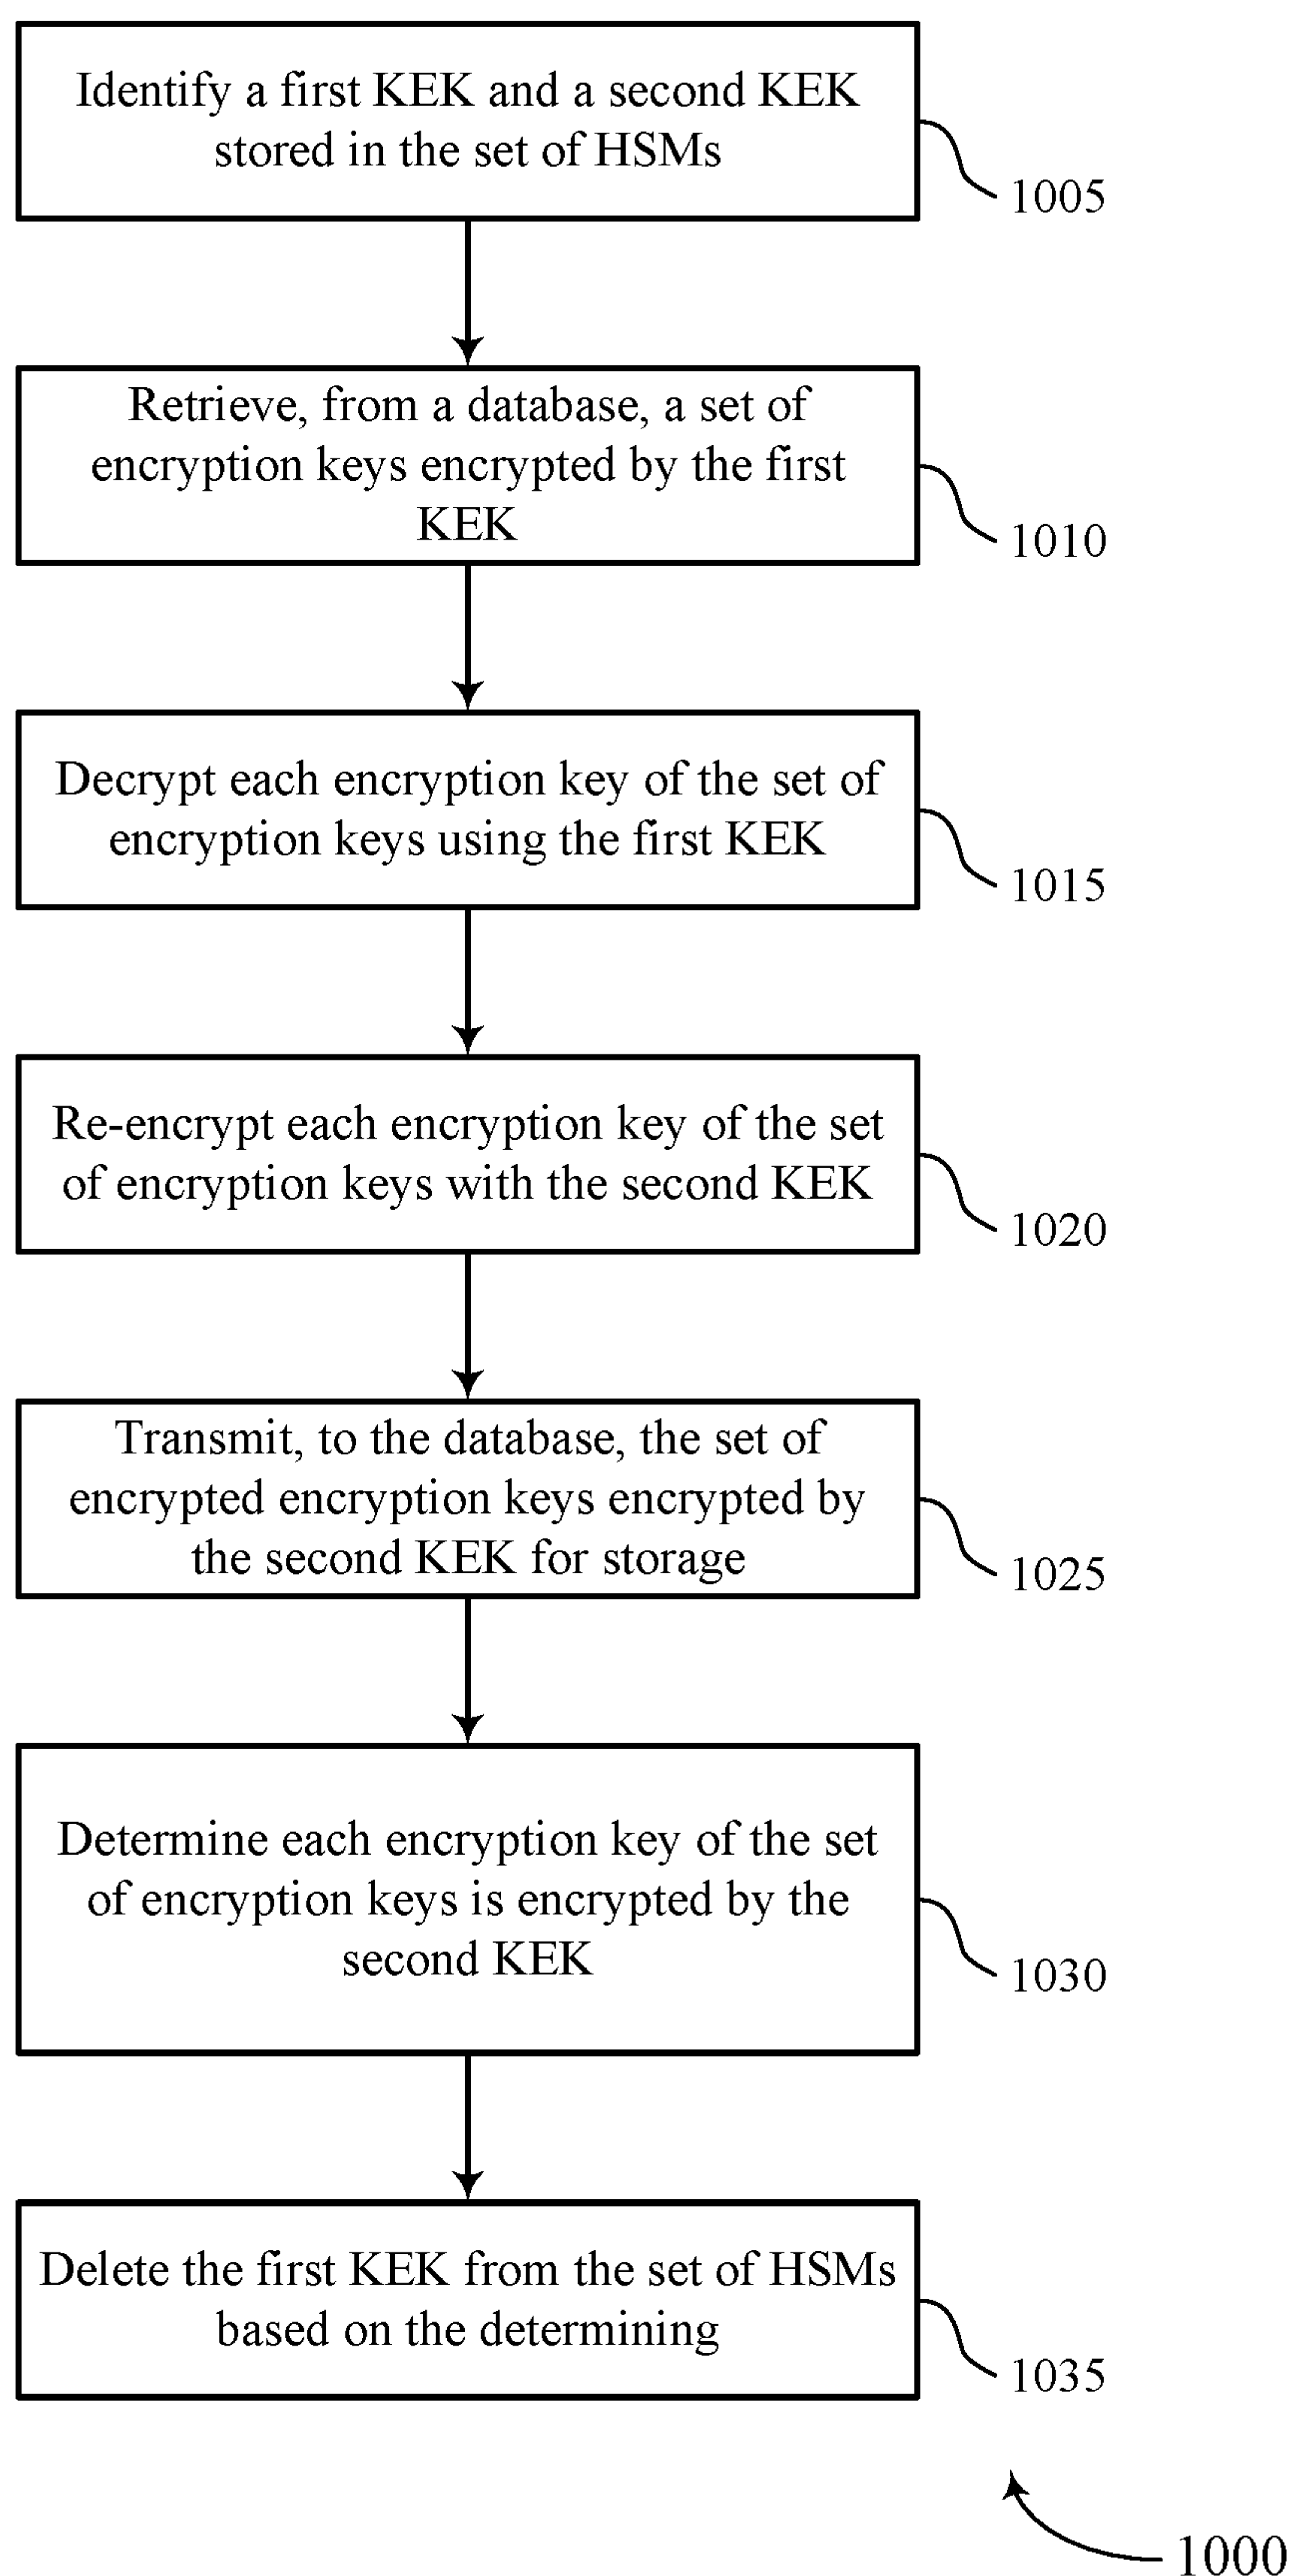 Identify a first KEK and a second KEK
stored in the set of HSMs
1005
Retrieve, from a database, a set of
encryption keys encrypted by the first
KEK
1010
Decrypt each encryption key of the set of
encryption keys using the first KEK
1015
Re-encrypt each encryption key of the set
of encryption keys with the second KEK
1020
Transmit, to the database, the set of
encrypted encryption keys encrypted by
the second KEK for storage
1025
Determine each encryption key of the set
of encryption keys is encrypted by the
second KEK
1030
Delete the first KEK from the set of HSMs
based on the determining
1035
1000